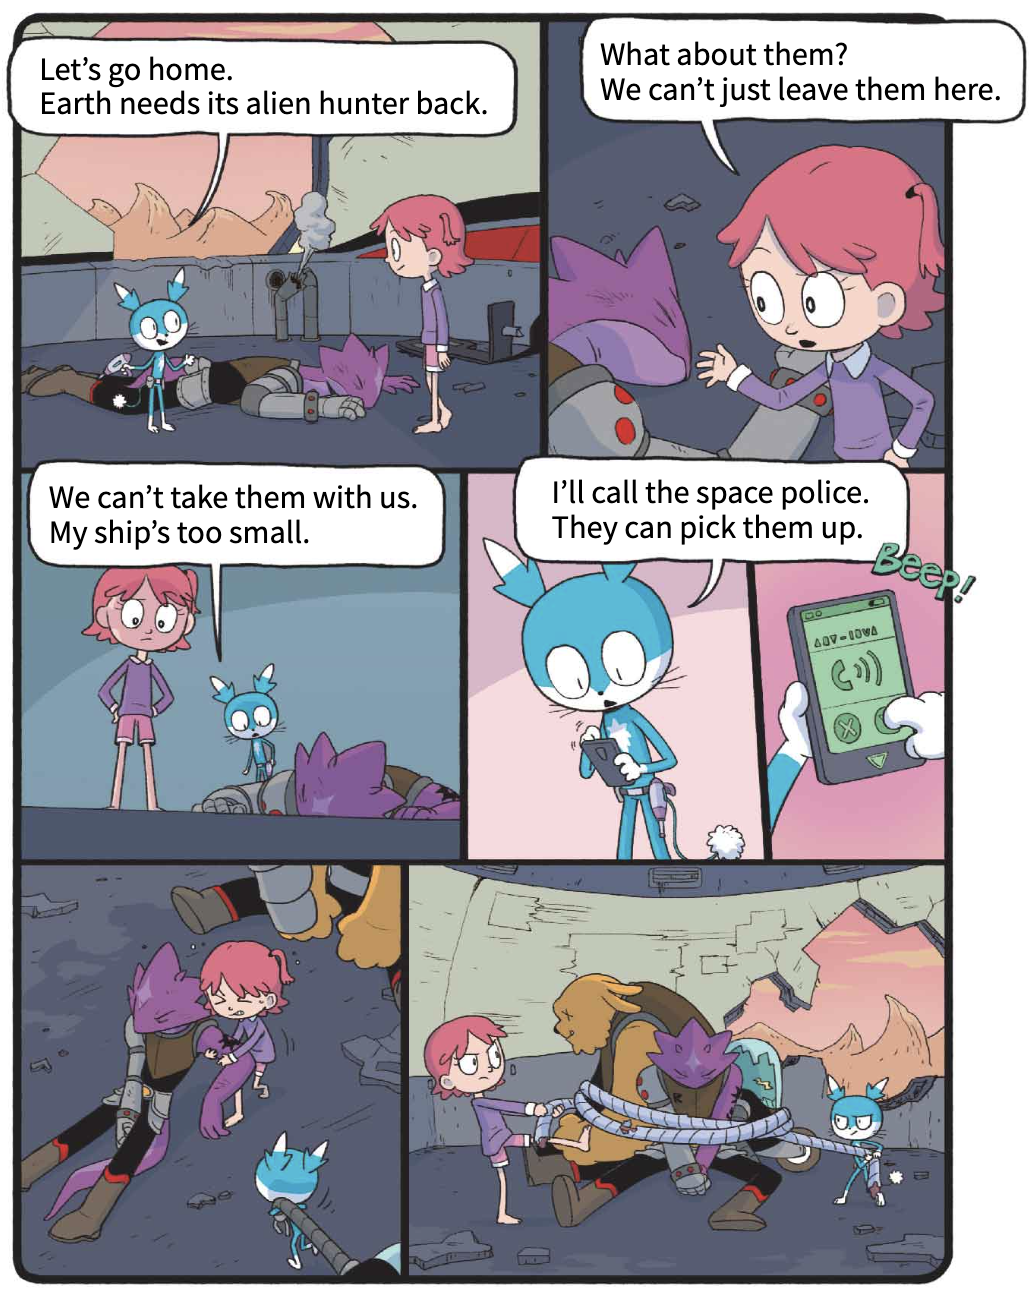 Let's go home.
Earth needs its alien hunter back.
What about them?
We can't just leave them here.
We can't take them with us.
My ship's too small.
I'll call the space police.
They can pick them up.
Beep!